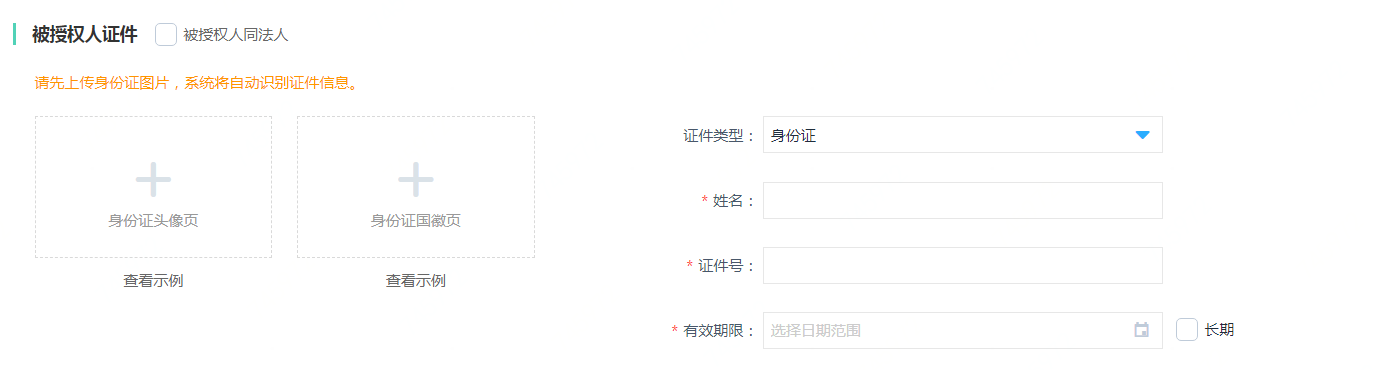 被授权人证件 被授权人同法人
请先上传身份证图片，系统将自动识别证件信息。
身份证头像页 身份证国徽页
查看示例 查看示例
证件类型： 身份证
* 姓名：
* 证件号：
* 有效期限： 选择日期范围 长期